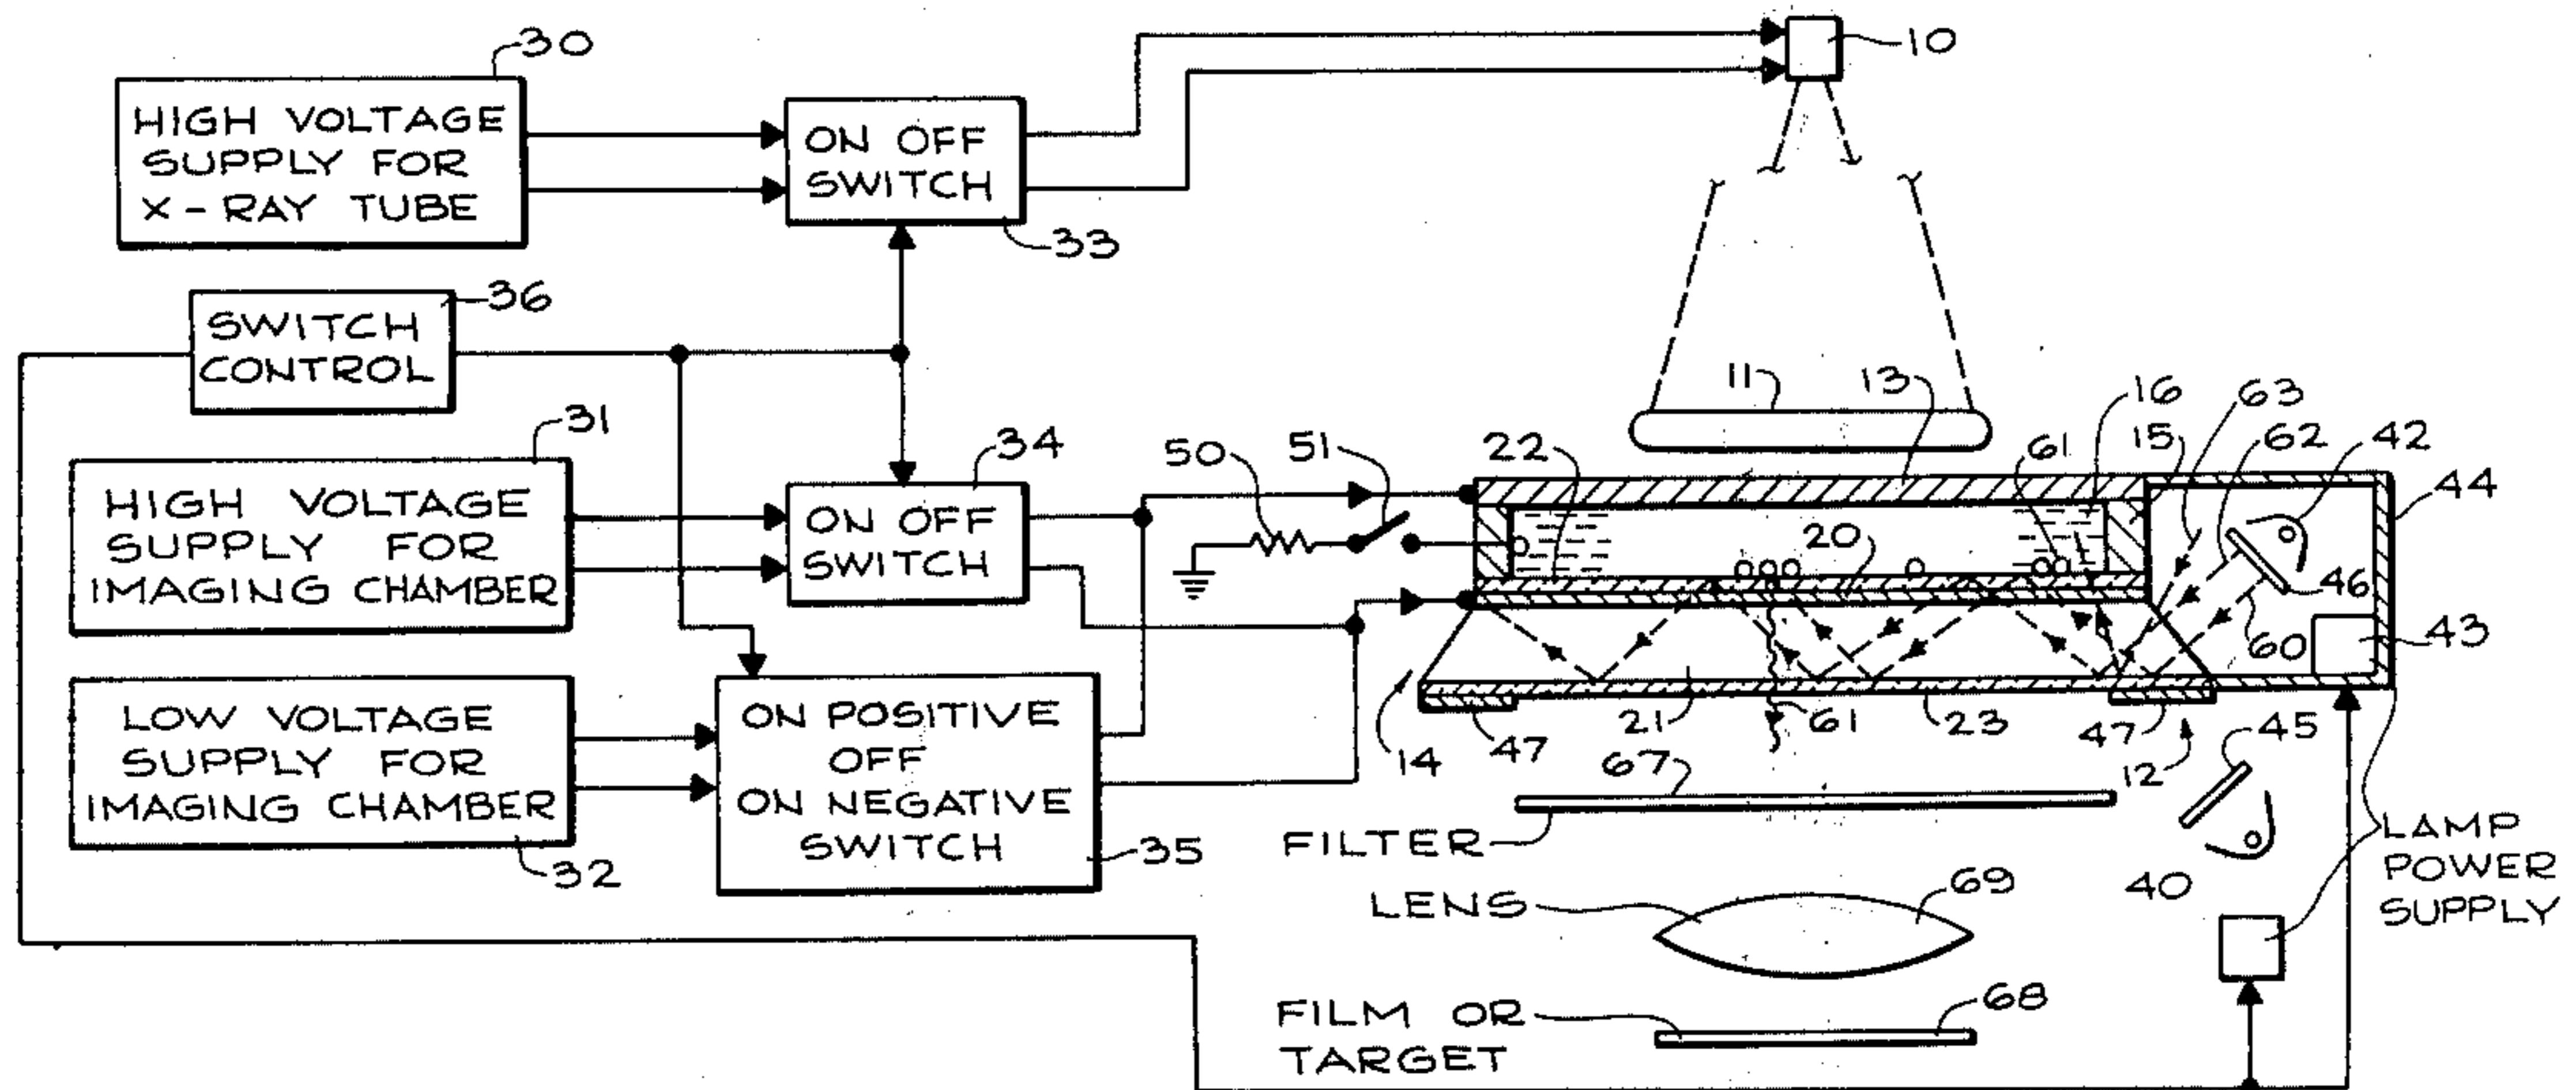 30
HIGH VOLTAGE
SUPPLY FOR
X-RAY TUBE
ON OFF
SWITCH
33
10
36
SWITCH
CONTROL
31
HIGH VOLTAGE
SUPPLY FOR
IMAGING CHAMBER
34
ON OFF
SWITCH
LOW VOLTAGE
SUPPLY FOR
IMAGING CHAMBER
32
ON POSITIVE
OFF
ON NEGATIVE
SWITCH
35
50
51
22
11
13
20
61
16
15
63
62
42
44
46
60
43
14
47
21
61
23
47
12
45
67
FILTER
40
LAMP
POWER
SUPPLY
LENS
69
FILM OR
TARGET
68